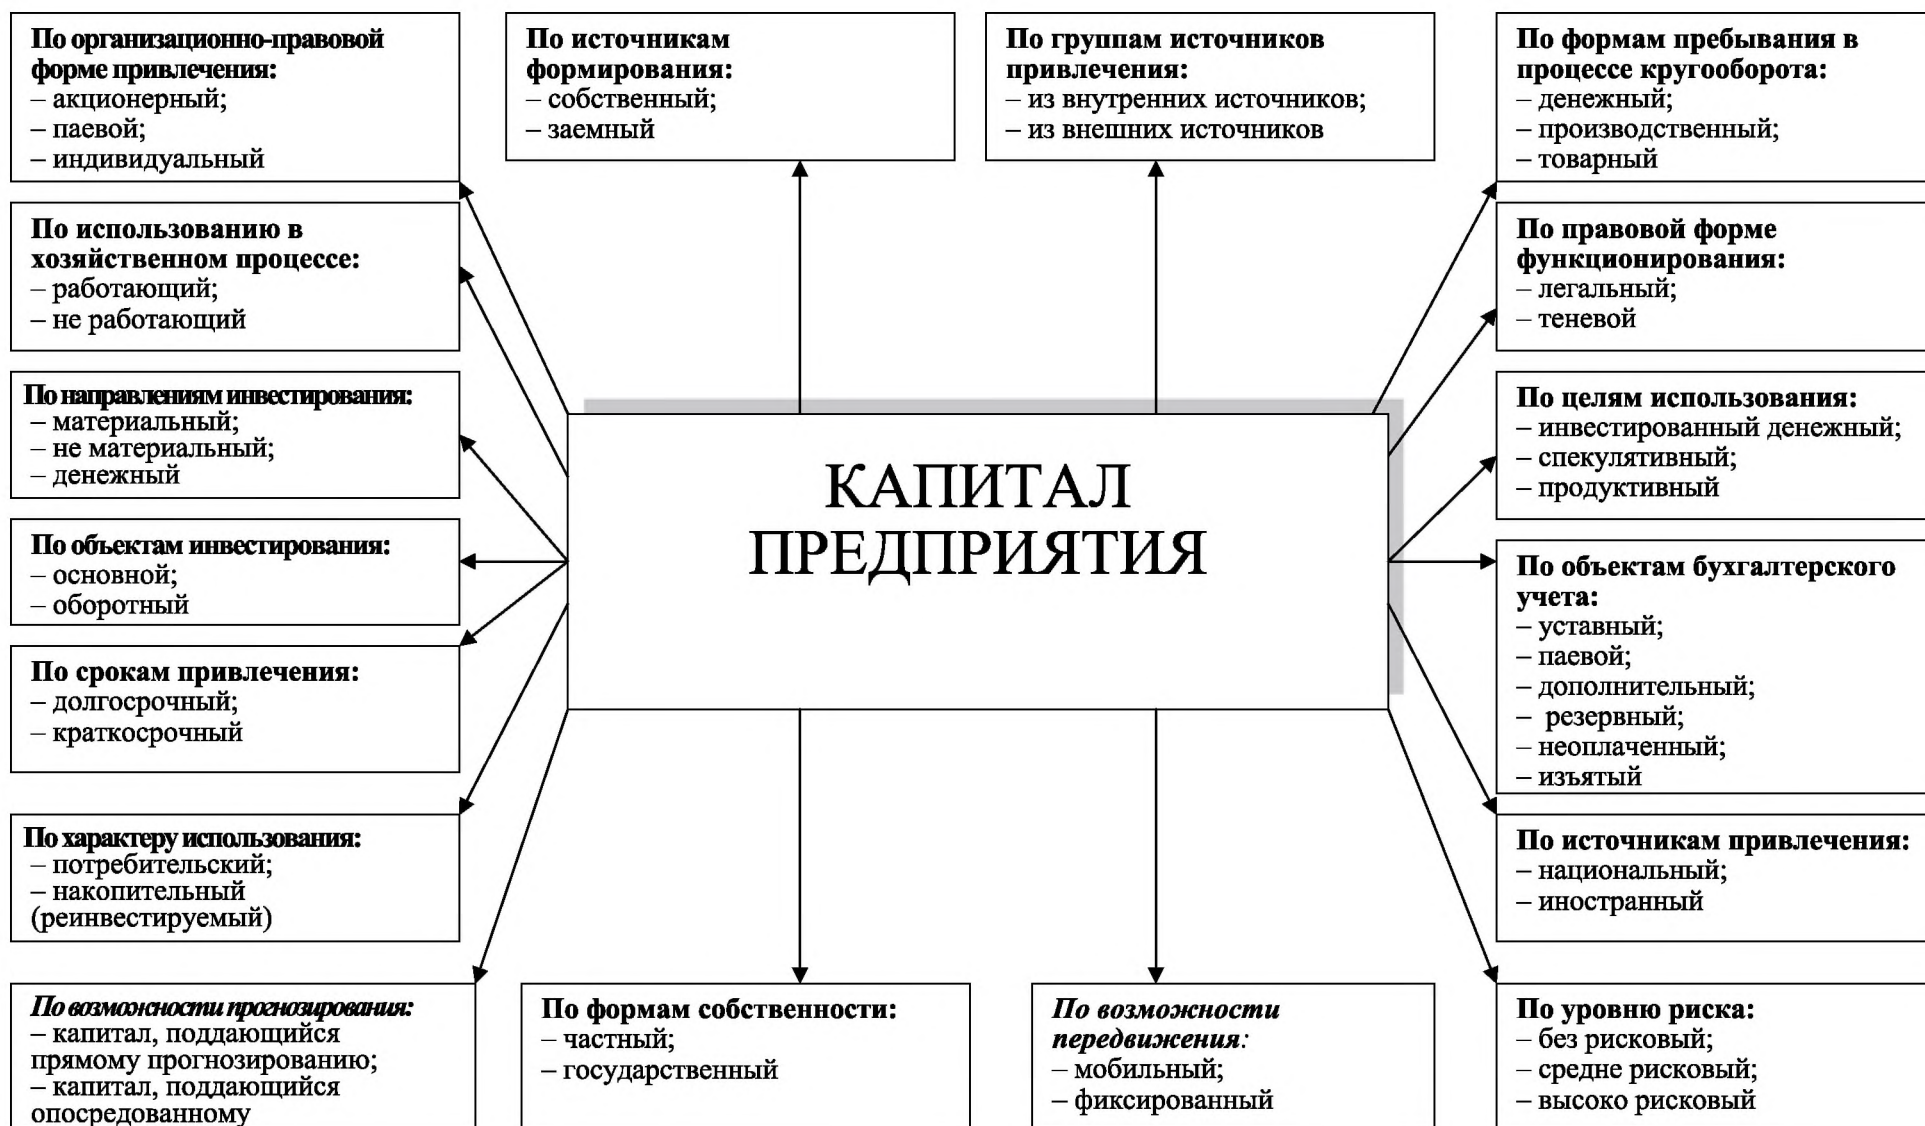 По организационно-правовой
форме привлечения:
– акционерный;
– паевой;
– индивидуальный
По источникам
формирования:
– собственный;
– заемный
По группам источников
привлечения:
– из внутренних источников;
– из внешних источников
По формам пребывания в
процессе кругооборота:
– денежный;
– производственный;
– товарный
По использованию в
хозяйственном процессе:
– работающий;
– не работающий
По правовой форме
функционирования:
– легальный;
– теневой
По направлениям инвестирования:
– материальный;
– не материальный;
– денежный
По целям использования:
– инвестированный денежный;
– спекулятивный;
– продуктивный
КАПИТАЛ
ПРЕДПРИЯТИЯ
По объектам инвестирования:
– основной;
– оборотный
По объектам бухгалтерского
учета:
– уставный;
– паевой;
– дополнительный;
– резервный;
– неоплаченный;
– изъятый
По срокам привлечения:
– долгосрочный;
– краткосрочный
По характеру использования:
– потребительский;
– накопительный
(реинвестируемый)
По источникам привлечения:
– национальный;
– иностранный
По возможности прогнозирования:
– капитал, поддающийся
прямому прогнозированию;
– капитал, поддающийся
опосредованному
По формам собственности:
– частный;
– государственный
По возможности
передвижения:
– мобильный;
– фиксированный
По уровню риска:
– без рисковый;
– средне рисковый;
– высоко рисковый